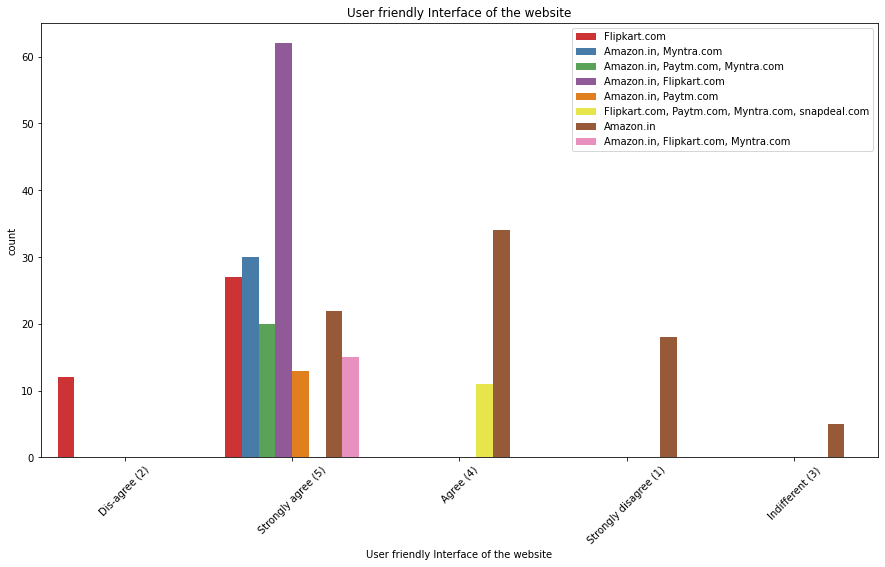 User friendly Interface of the website
Flipkart.com
Amazon.in, Myntra.com
Amazon.in, Paytm.com, Myntra.com
Amazon.in, Flipkart.com
Amazon.in, Paytm.com
Flipkart.com, Paytm.com, Myntra.com, snapdeal.com
Amazon.in
Amazon.in, Flipkart.com, Myntra.com
count
60
50
40
30
20
10
0
Dis-agree (2)
Strongly agree (5)
Agree (4)
Strongly disagree (1)
Indifferent (3)
User friendly Interface of the website